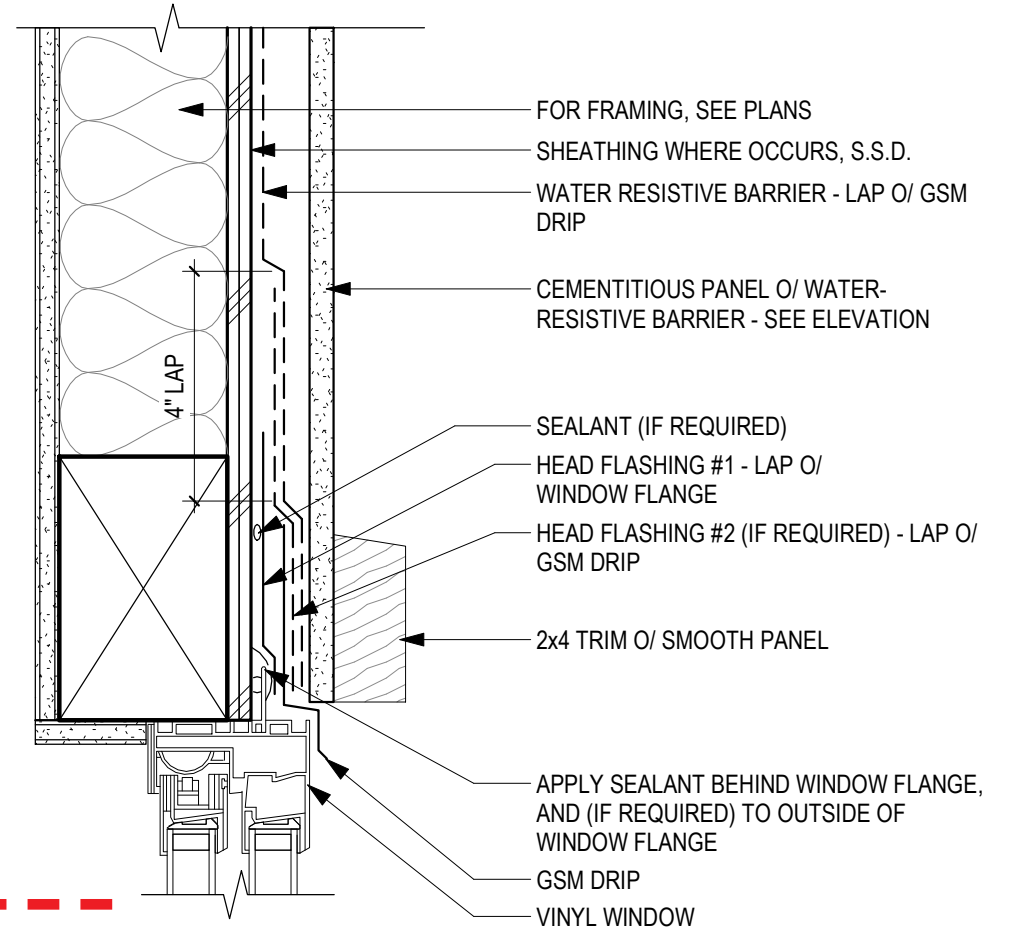 FOR FRAMING, SEE PLANS
SHEATHING WHERE OCCURS, S.S.D.
WATER RESISTIVE BARRIER - LAP O/ GSM
DRIP
CEMENTITIOUS PANEL O/ WATER-
RESISTIVE BARRIER - SEE ELEVATION
4" LAP
SEALANT (IF REQUIRED)
HEAD FLASHING #1 - LAP O/
WINDOW FLANGE
HEAD FLASHING #2 (IF REQUIRED) - LAP O/
GSM DRIP
2x4 TRIM O/ SMOOTH PANEL
APPLY SEALANT BEHIND WINDOW FLANGE,
AND (IF REQUIRED) TO OUTSIDE OF
WINDOW FLANGE
GSM DRIP
VINYL WINDOW